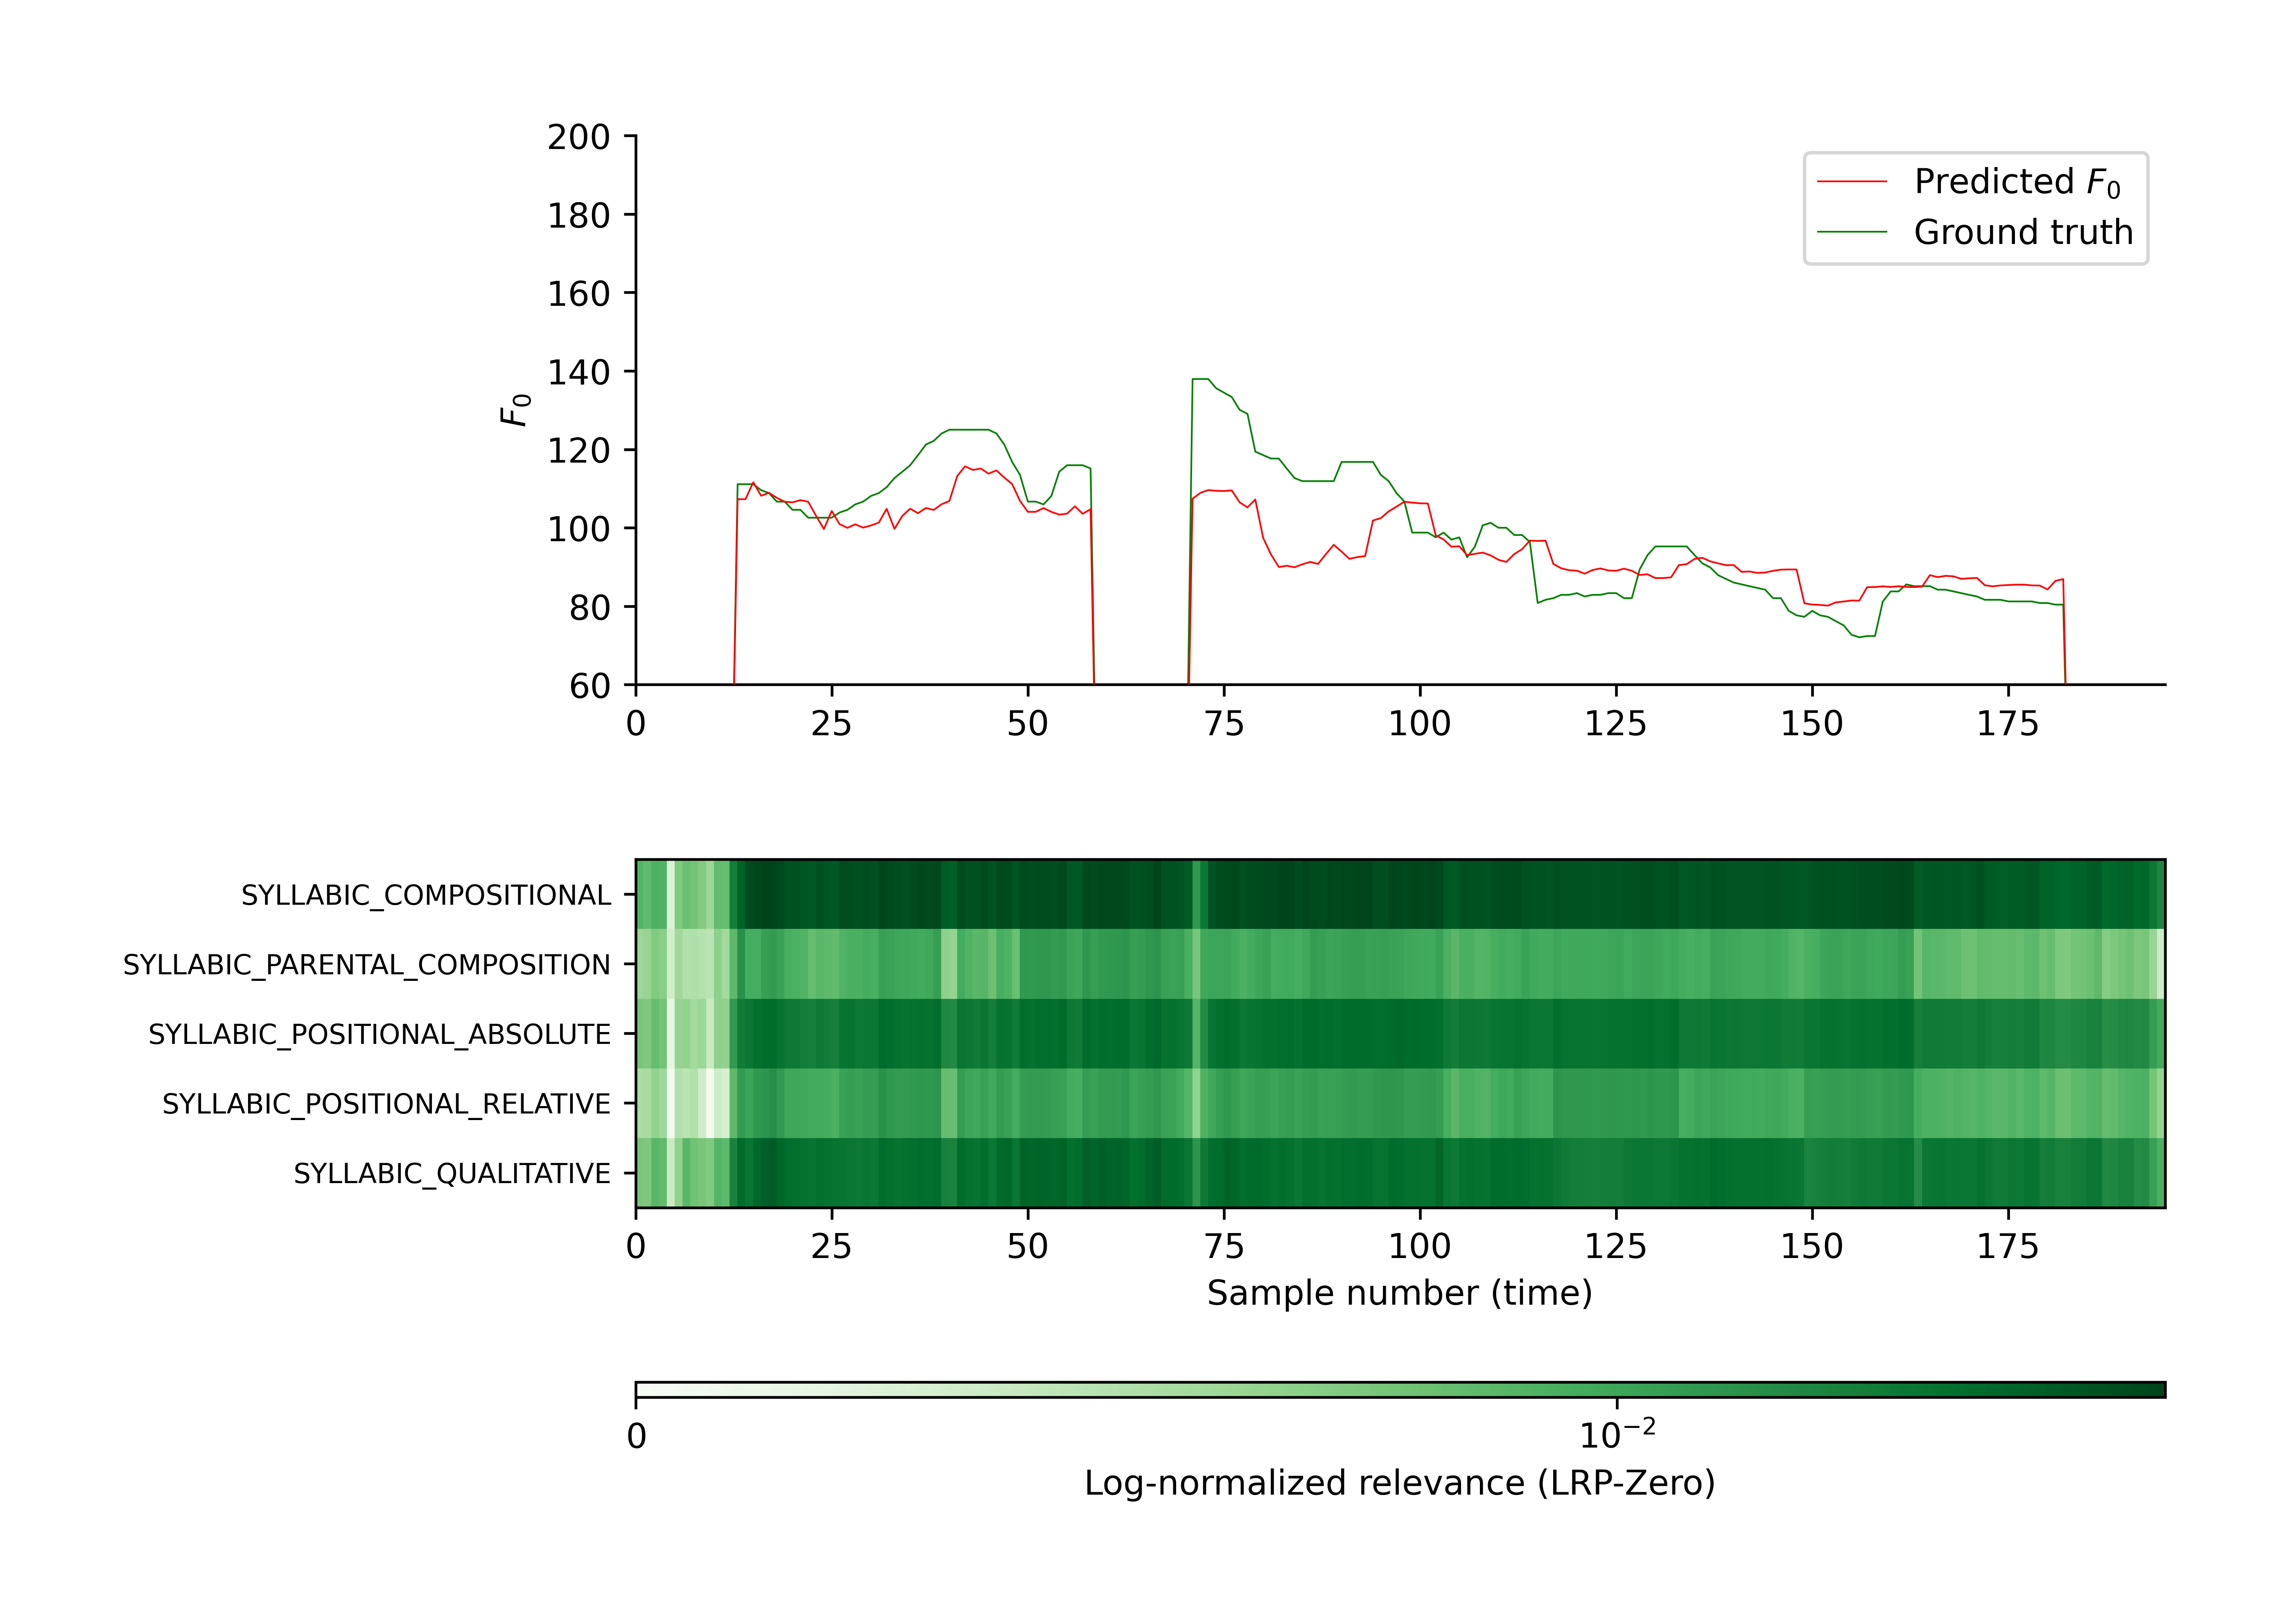 200
180
160
140
120
100
80
60
F₀
Predicted F₀
Ground truth
0 25 50 75 100 125 150 175
SYLLABIC_COMPOSITIONAL
SYLLABIC_PARENTAL_COMPOSITION
SYLLABIC_POSITIONAL_ABSOLUTE
SYLLABIC_POSITIONAL_RELATIVE
SYLLABIC_QUALITATIVE
0 25 50 75 100 125 150 175
Sample number (time)
0 10⁻²
Log-normalized relevance (LRP-Zero)